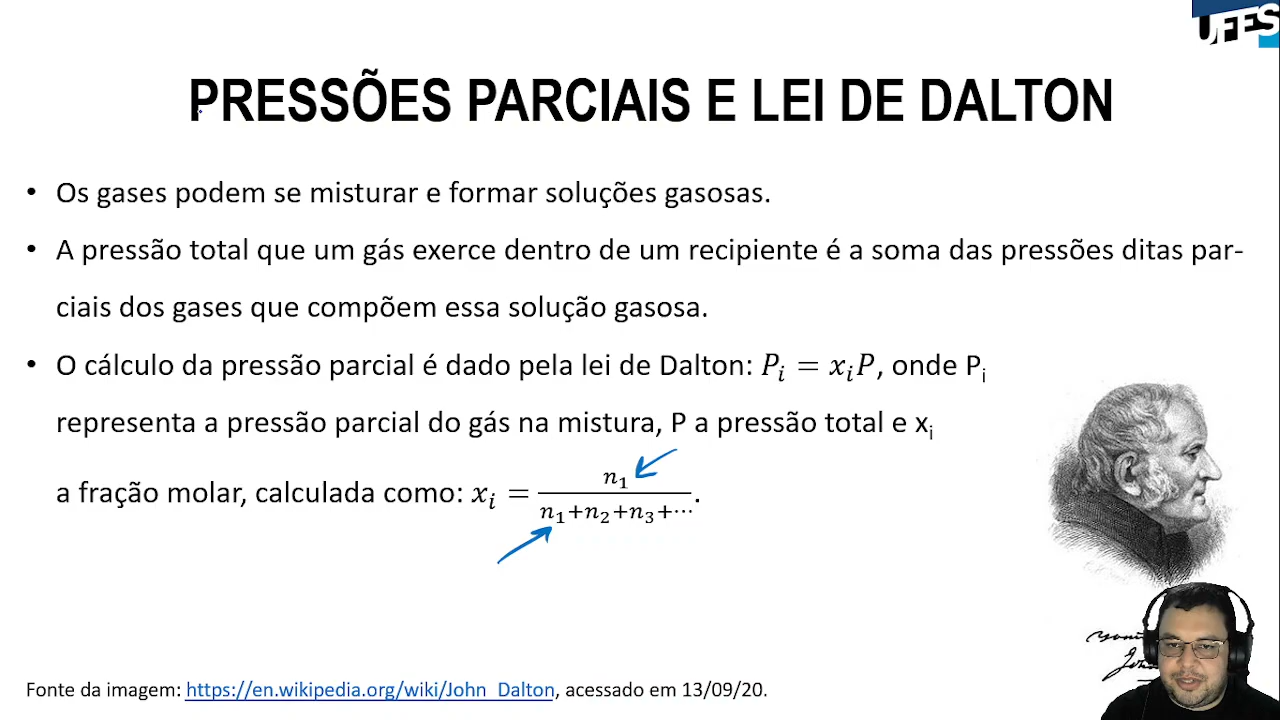 UFES
PRESSÕES PARCIAIS E LEI DE DALTON
• Os gases podem se misturar e formar soluções gasosas.
• A pressão total que um gás exerce dentro de um recipiente é a soma das pressões ditas par-
ciais dos gases que compõem essa solução gasosa.
• O cálculo da pressão parcial é dado pela lei de Dalton: Pᵢ = xᵢP, onde Pᵢ
representa a pressão parcial do gás na mistura, P a pressão total e xᵢ
a fração molar, calculada como: xᵢ = n₁ / (n₁+n₂+n₃+⋯).
Fonte da imagem: https://en.wikipedia.org/wiki/John_Dalton, acessado em 13/09/20.